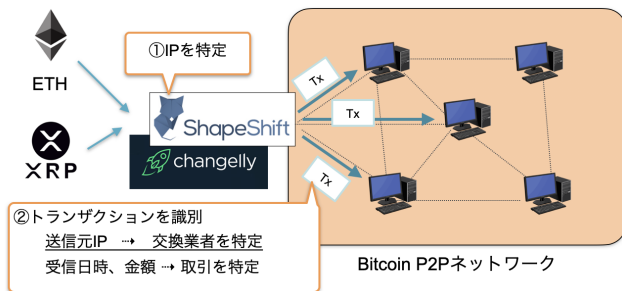 ①IPを特定
ETH
XRP
ShapeShift
changelly
Tx
Tx
Tx
②トランザクションを識別
送信元IP ⇢ 交換業者を特定
受信日時、金額 ⇢ 取引を特定
Bitcoin P2Pネットワーク